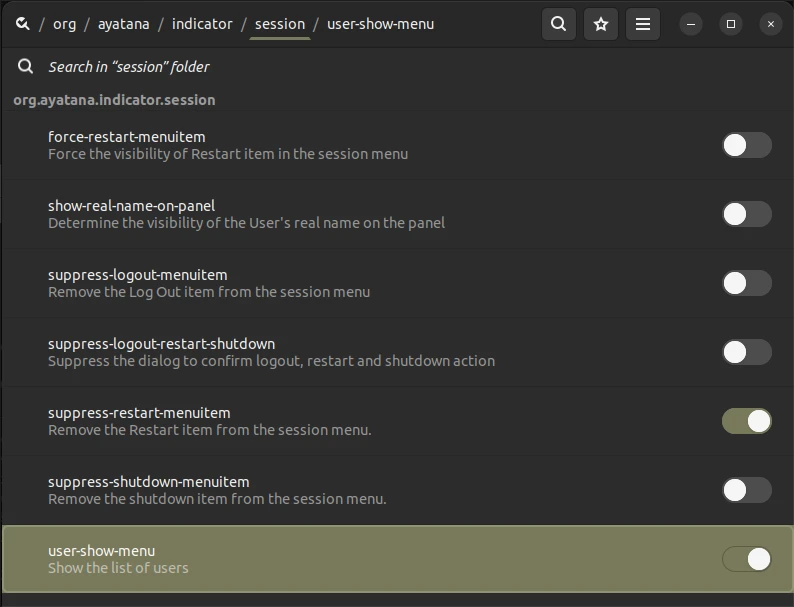 / org / ayatana / indicator / session / user-show-menu
Search in “session” folder
org.ayatana.indicator.session
force-restart-menuitem
Force the visibility of Restart item in the session menu
show-real-name-on-panel
Determine the visibility of the User's real name on the panel
suppress-logout-menuitem
Remove the Log Out item from the session menu
suppress-logout-restart-shutdown
Suppress the dialog to confirm logout, restart and shutdown action
suppress-restart-menuitem
Remove the Restart item from the session menu.
suppress-shutdown-menuitem
Remove the shutdown item from the session menu.
user-show-menu
Show the list of users